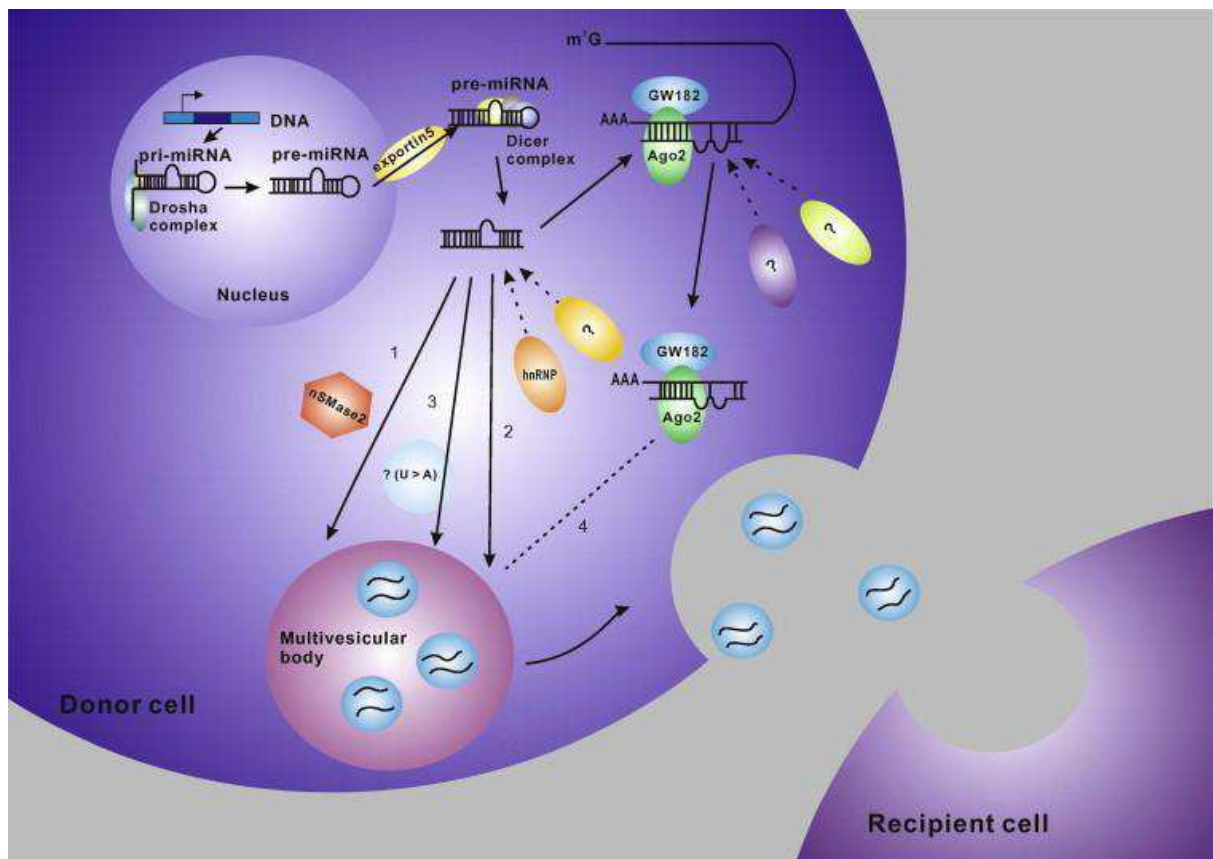 m⁷G
pre-miRNA
GW182
AAA
DNA
exportin5
Dicer
complex
Ago2
pri-miRNA
pre-miRNA
Drosha
complex
?
?
Nucleus
?
GW182
1
hnRNP
AAA
nSMase2
3
2
Ago2
? (U > A)
4
Multivesicular
body
Donor cell
Recipient cell